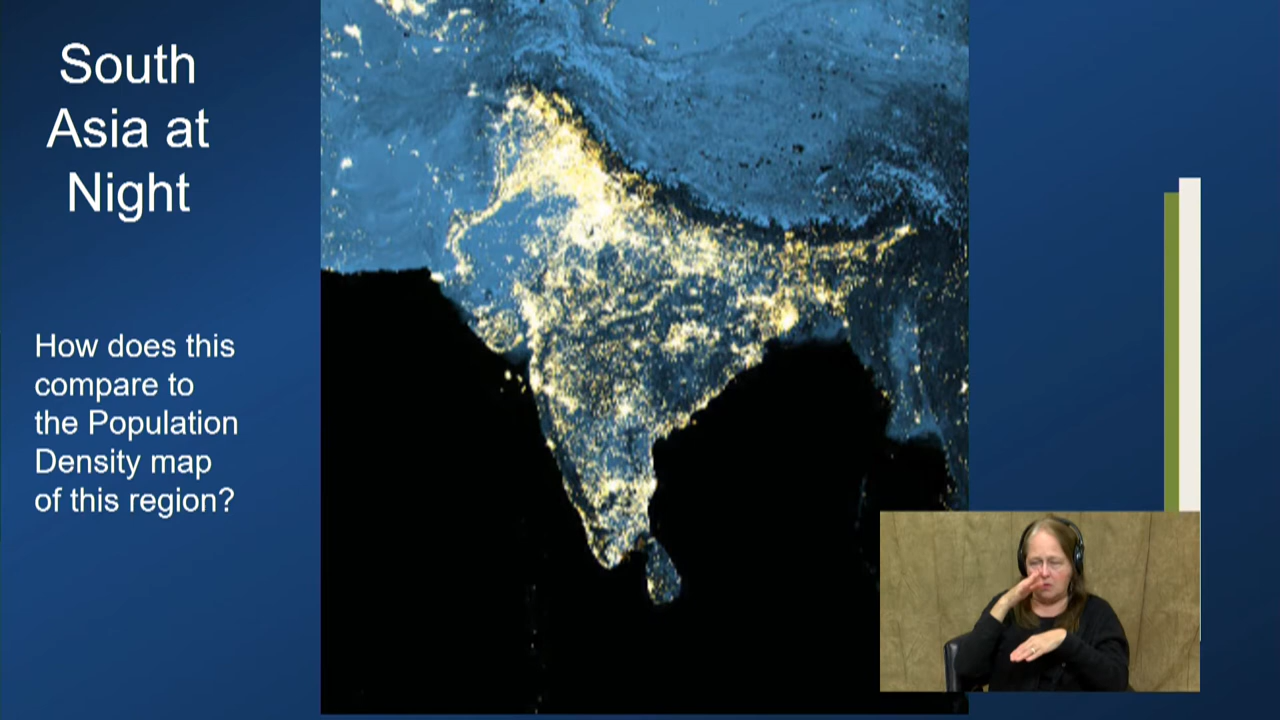 South
Asia at
Night
How does this
compare to
the Population
Density map
of this region?